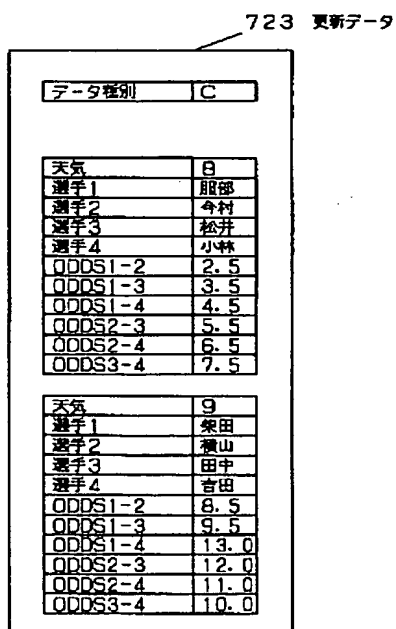 723 更新データ
データ種別 C
天気 8
選手1 服部
選手2 今村
選手3 松井
選手4 小林
ODDS1-2 2.5
ODDS1-3 3.5
ODDS1-4 4.5
ODDS2-3 5.5
ODDS2-4 6.5
ODDS3-4 7.5
天気 9
選手1 柴田
選手2 横山
選手3 田中
選手4 吉田
ODDS1-2 8.5
ODDS1-3 9.5
ODDS1-4 13.0
ODDS2-3 12.0
ODDS2-4 11.0
ODDS3-4 10.0